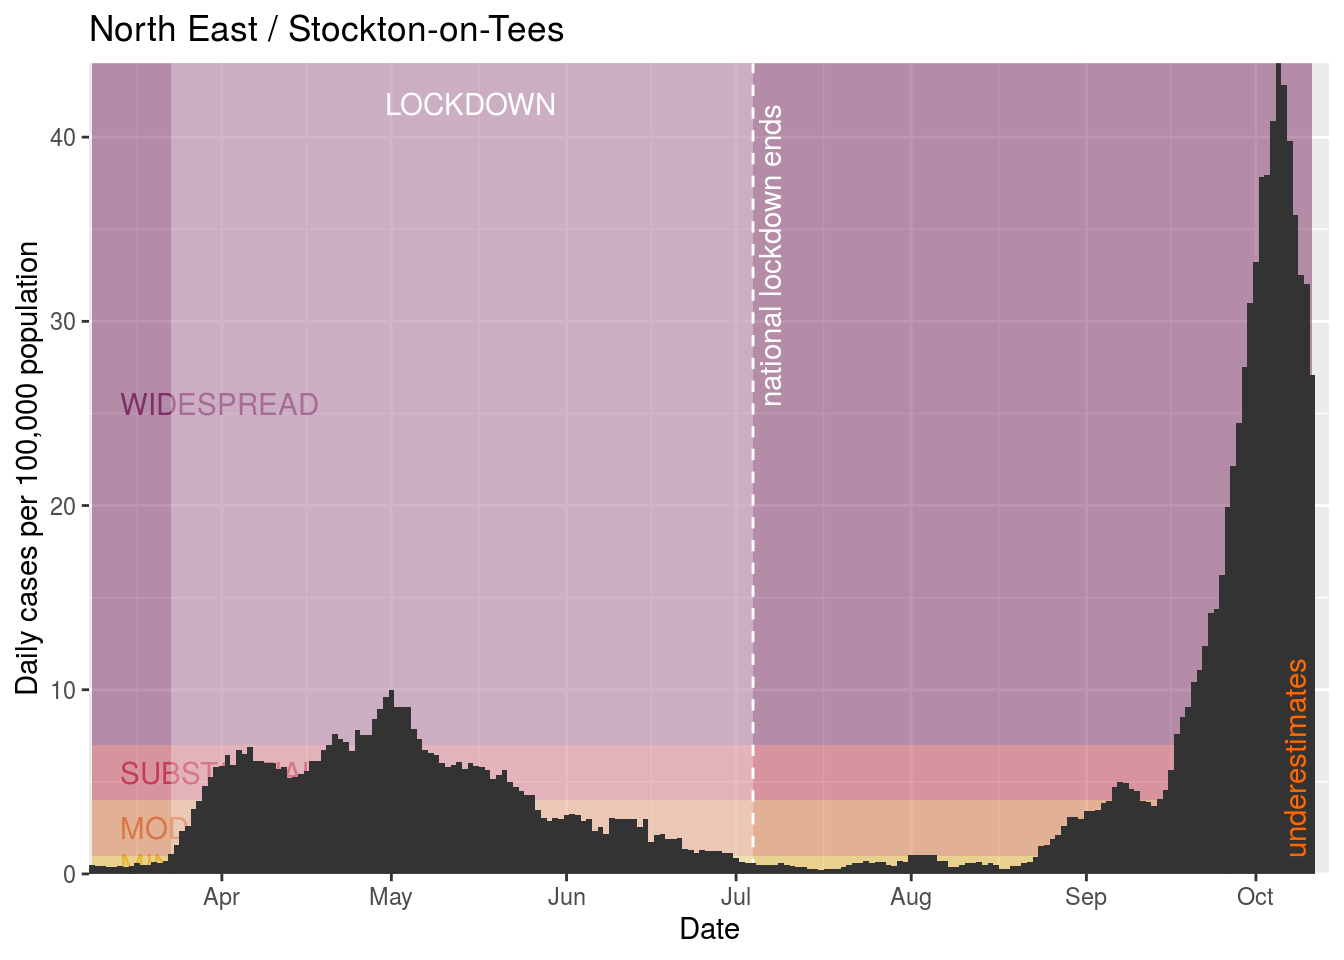 North East / Stockton-on-Tees
Daily cases per 100,000 population
40
30
20
10
0
LOCKDOWN
national lockdown ends
WIDESPREAD
underestimates
Apr
May
Jun
Jul
Aug
Sep
Oct
Date